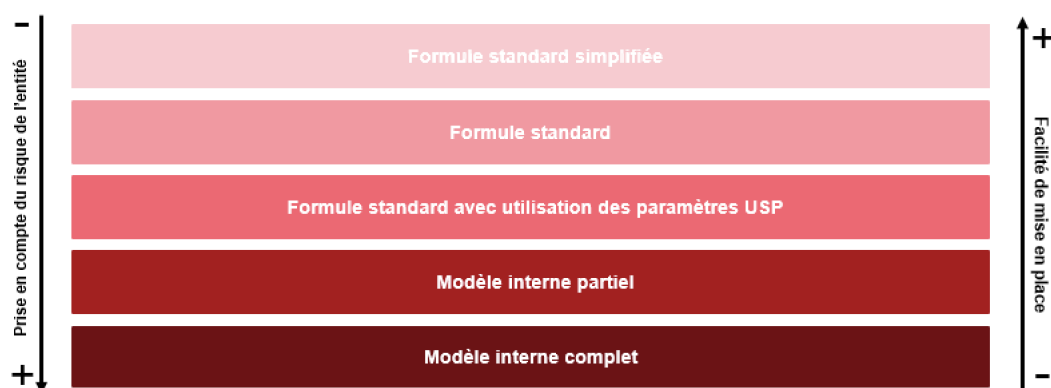 -
+
Formule standard simplifiée
Formule standard
Formule standard avec utilisation des paramètres USP
Modèle interne partiel
Modèle interne complet
Prise en compte du risque de l'entité
Facilité de mise en place
+
-